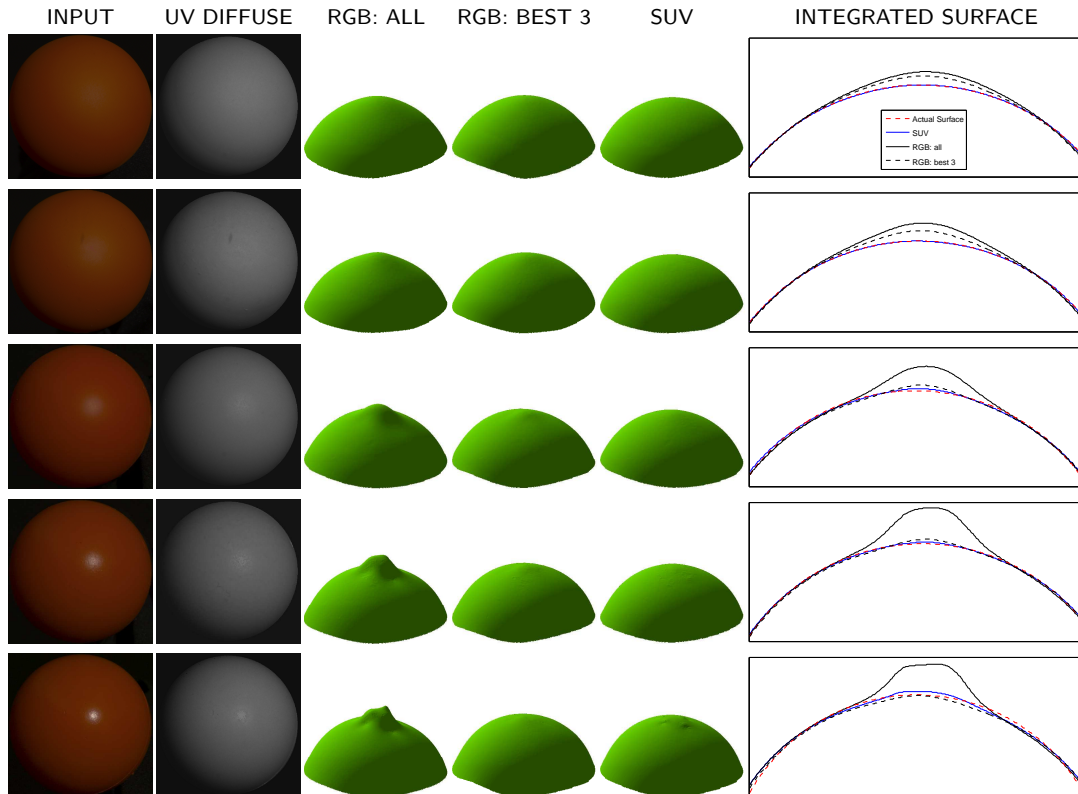 INPUT
UV DIFFUSE
RGB: ALL
RGB: BEST 3
SUV
INTEGRATED SURFACE
Actual Surface
SUV
RGB: all
RGB: best 3